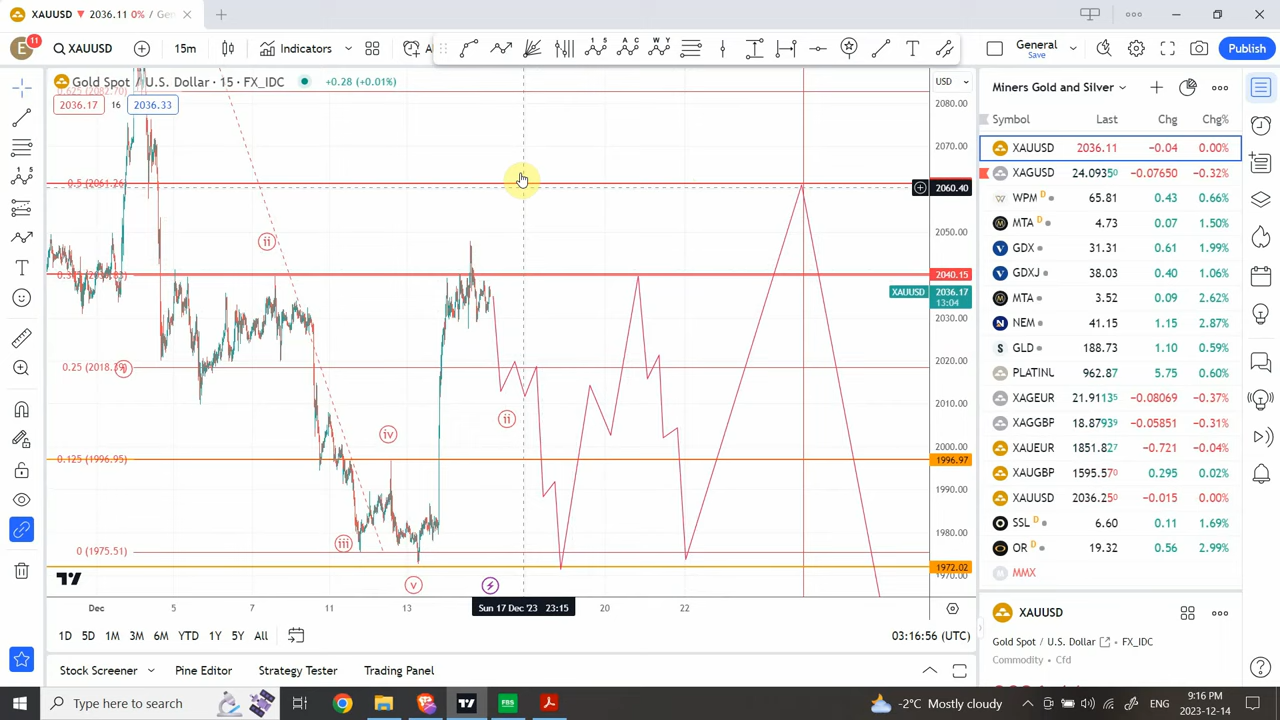 XAUUSD ▼ 2036.11 0% / Ge
E 11 XAUUSD 15m Indicators A General Save Publish
Gold Spot / U.S. Dollar · 15 · FX_IDC +0.28 (+0.01%) USD
2036.17 16 2036.33
0.625 (2082.70)
2080.00
2070.00
0.5 (2061.26)
2060.40
ii
2050.00
2040.15
XAUUSD 2036.17
13:04
2030.00
2020.00
0.25 (2018.39)
2010.00
ii
iv
2000.00
0.125 (1996.95)
1996.97
1990.00
1980.00
iii
0 (1975.51)
1972.02
1970.00
v
Dec 5 7 11 13 Sun 17 Dec '23 23:15 20 22
1D 5D 1M 3M 6M YTD 1Y 5Y All 03:16:56 (UTC)
Stock Screener Pine Editor Strategy Tester Trading Panel
Miners Gold and Silver
Symbol Last Chg Chg%
XAUUSD 2036.11 −0.04 0.00%
XAGUSD 24.0935⁰ −0.07650 −0.32%
WPM D 65.81 0.43 0.66%
MTA D 4.73 0.07 1.50%
GDX 31.31 0.61 1.99%
GDXJ 38.03 0.40 1.06%
MTA 3.52 0.09 2.62%
NEM 41.15 1.15 2.87%
GLD 188.73 1.10 0.59%
PLATINU 962.87 5.75 0.60%
XAGEUR 21.9113⁵ −0.08069 −0.37%
XAGGBP 18.8793⁹ −0.05851 −0.31%
XAUEUR 1851.82⁷ −0.721 −0.04%
XAUGBP 1595.57⁰ 0.295 0.02%
XAUUSD 2036.25⁰ −0.015 0.00%
SSL D 6.60 0.11 1.69%
OR D 19.32 0.56 2.99%
MMX
XAUUSD
Gold Spot / U.S. Dollar FX_IDC
Commodity • Cfd
Type here to search
FBS
-2°C Mostly cloudy
ENG
9:16 PM
2023-12-14